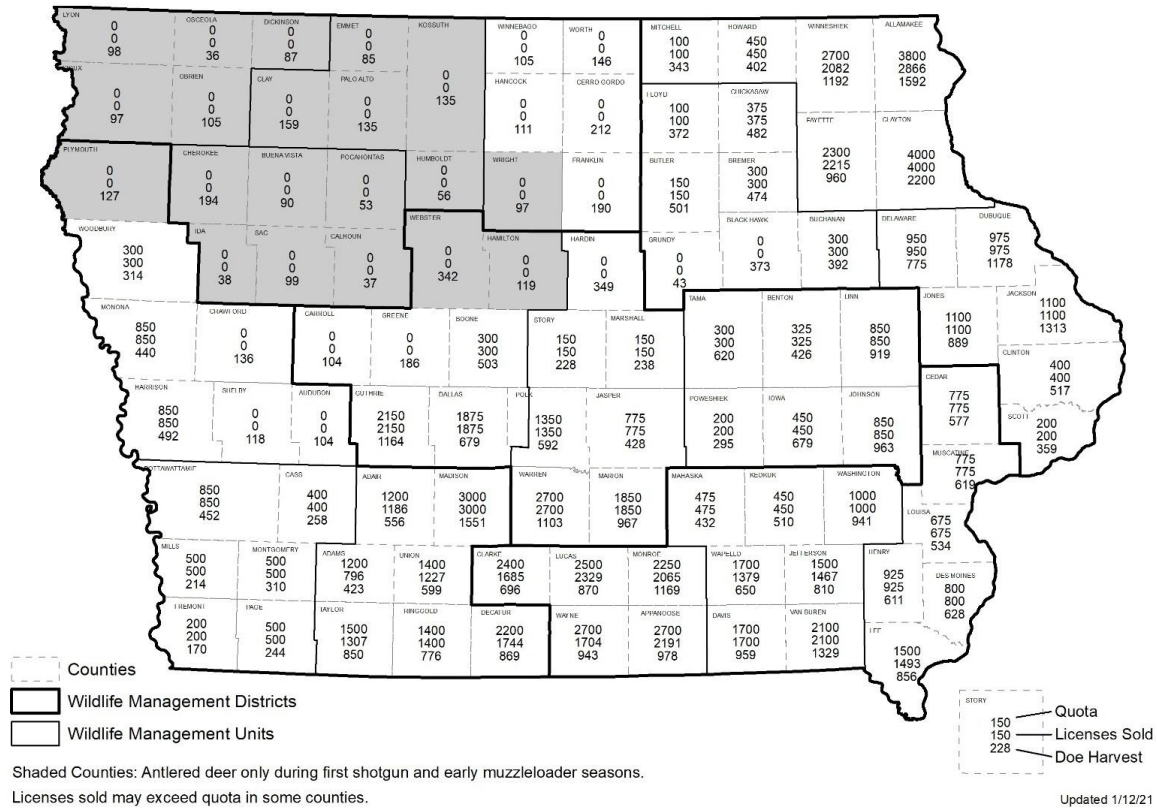 LYON
0
0
98
OSCEOLA
0
0
36
DICKINSON
0
0
87
EMMET
0
0
85
KOSSUTH
0
0
135
WINNEBAGO
0
0
105
WORTH
0
0
146
MITCHELL
100
100
343
HOWARD
450
450
402
WINNESHIEK
2700
2082
1192
ALLAMAKEE
3800
2866
1592
SIOUX
0
0
97
OBRIEN
0
0
105
CLAY
0
0
159
PALO ALTO
0
0
135
HANCOCK
0
0
111
CERRO GORDO
0
0
212
FLOYD
100
100
372
CHICKASAW
375
375
482
FAYETTE
2300
2215
960
CLAYTON
4000
4000
2200
PLYMOUTH
0
0
127
CHEROKEE
0
0
194
BUENA VISTA
0
0
90
POCAHONTAS
0
0
53
HUMBOLDT
0
0
56
WRIGHT
0
0
97
FRANKLIN
0
0
190
BUTLER
150
150
501
BREMER
300
300
474
WOODBURY
300
300
314
IDA
0
0
38
SAC
0
0
99
CALHOUN
0
0
37
WEBSTER
0
0
342
HAMILTON
0
0
119
HARDIN
0
0
349
GRUNDY
0
0
43
BLACK HAWK
0
0
373
BUCHANAN
300
300
392
DELAWARE
950
950
775
DUBUQUE
975
975
1178
MONONA
850
850
440
CRAWFORD
0
0
136
CARROLL
0
0
104
GREENE
0
0
186
BOONE
300
300
503
STORY
150
150
228
MARSHALL
150
150
238
TAMA
300
300
620
BENTON
325
325
426
LINN
850
850
919
JONES
1100
1100
889
JACKSON
1100
1100
1313
CLINTON
400
400
517
HARRISON
850
850
492
SHELBY
0
0
118
AUDUBON
0
0
104
GUTHRIE
2150
2150
1164
DALLAS
1875
1875
679
POLK
1350
1350
592
JASPER
775
775
428
POWESHIEK
200
200
295
IOWA
450
450
679
JOHNSON
850
850
963
CEDAR
775
775
577
SCOTT
200
200
359
MUSCATINE
775
775
619
POTTAWATTAMIE
850
850
452
CASS
400
400
258
ADAIR
1200
1186
556
MADISON
3000
3000
1551
WARREN
2700
2700
1103
MARION
1850
1850
967
MAHASKA
475
475
432
KEOKUK
450
450
510
WASHINGTON
1000
1000
941
LOUISA
675
675
534
MILLS
500
500
214
MONTGOMERY
500
500
310
ADAMS
1200
796
423
UNION
1400
1227
599
CLARKE
2400
1685
696
LUCAS
2500
2329
870
MONROE
2250
2065
1169
WAPELLO
1700
1379
650
JEFFERSON
1500
1467
810
HENRY
925
925
611
DES MOINES
800
800
628
FREMONT
200
200
170
PAGE
500
500
244
TAYLOR
1500
1307
850
RINGGOLD
1400
1400
776
DECATUR
2200
1744
869
WAYNE
2700
1704
943
APPANOOSE
2700
2191
978
DAVIS
1700
1700
959
VAN BUREN
2100
2100
1329
LEE
1500
1493
856
Counties
Wildlife Management Districts
Wildlife Management Units
STORY
150 Quota
150 Licenses Sold
228 Doe Harvest
Shaded Counties: Antlered deer only during first shotgun and early muzzleloader seasons.
Licenses sold may exceed quota in some counties.
Updated 1/12/21